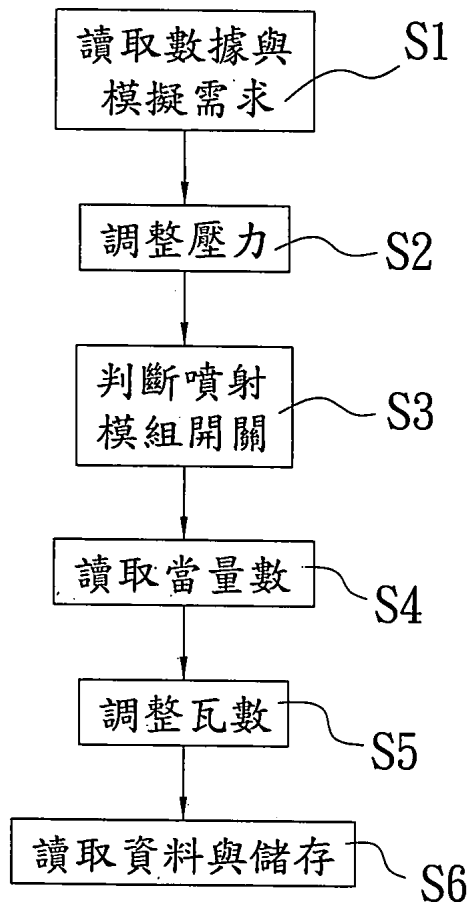 讀取數據與
模擬需求
S1
調整壓力
S2
判斷噴射
模組開關
S3
讀取當量數
S4
調整瓦數
S5
讀取資料與儲存
S6